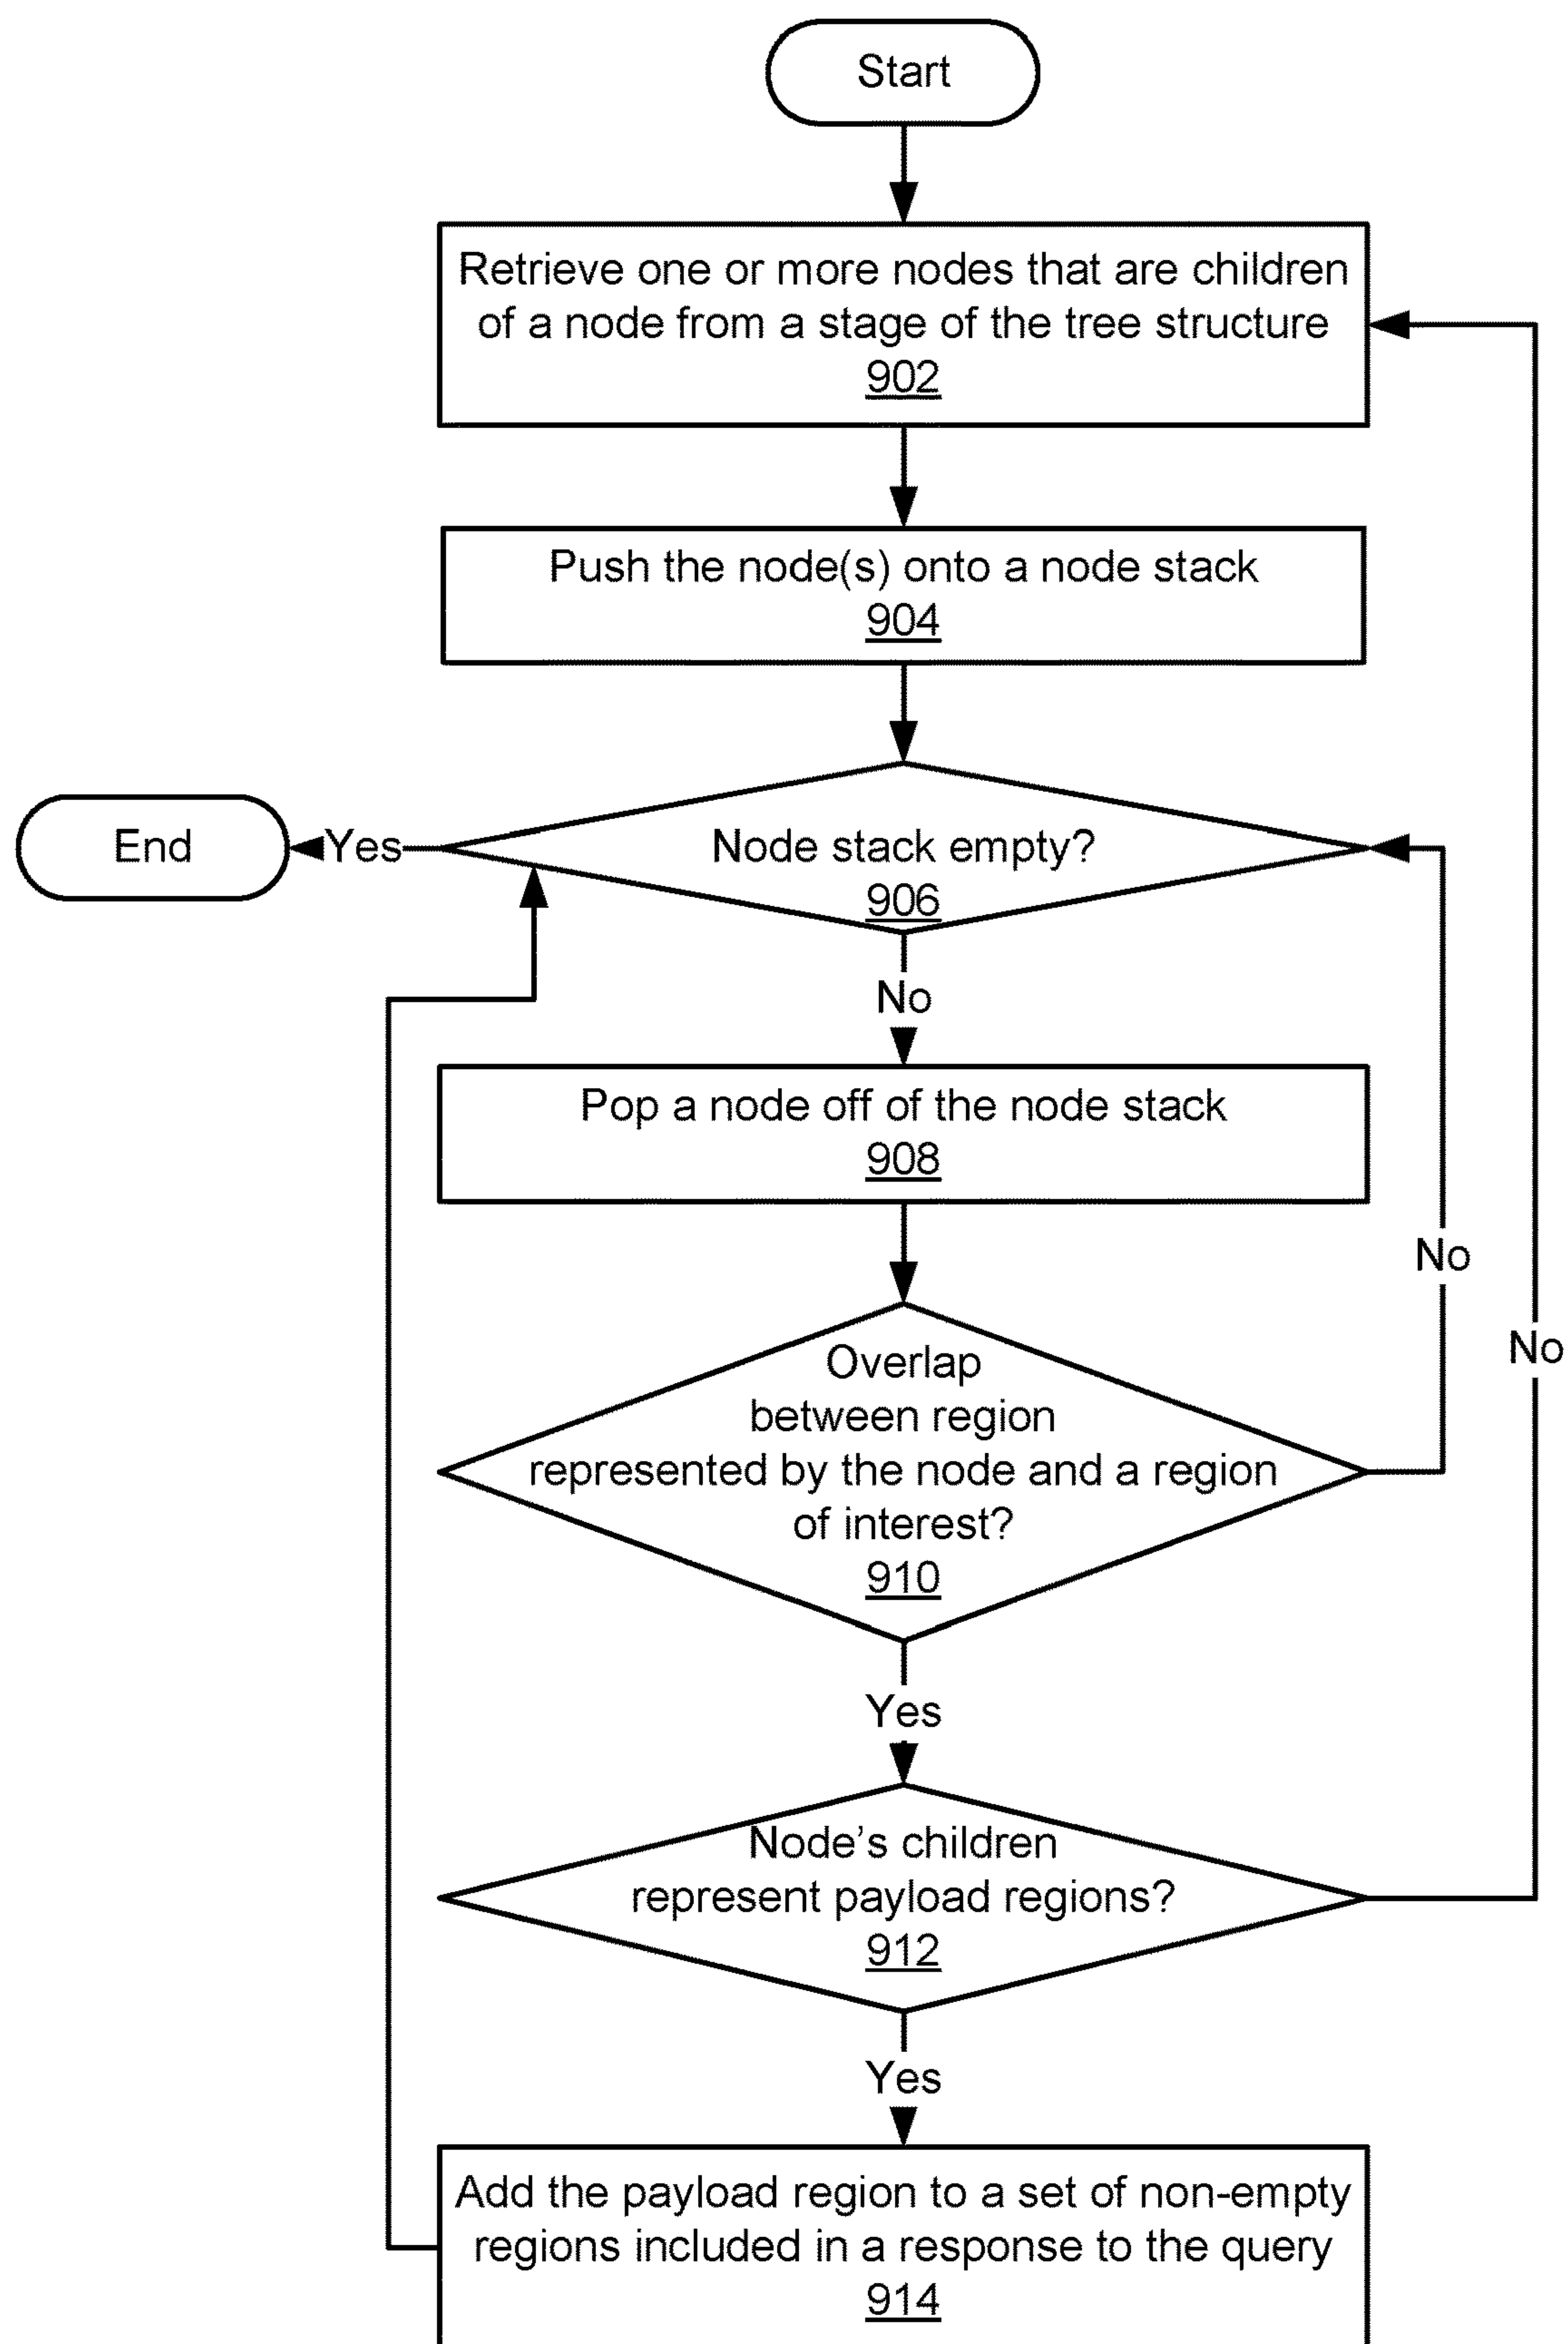 Start
Retrieve one or more nodes that are children
of a node from a stage of the tree structure
902
Push the node(s) onto a node stack
904
End
Yes
Node stack empty?
906
No
Pop a node off of the node stack
908
No
No
Overlap
between region
represented by the node and a region
of interest?
910
Yes
Node's children
represent payload regions?
912
Yes
Add the payload region to a set of non-empty
regions included in a response to the query
914